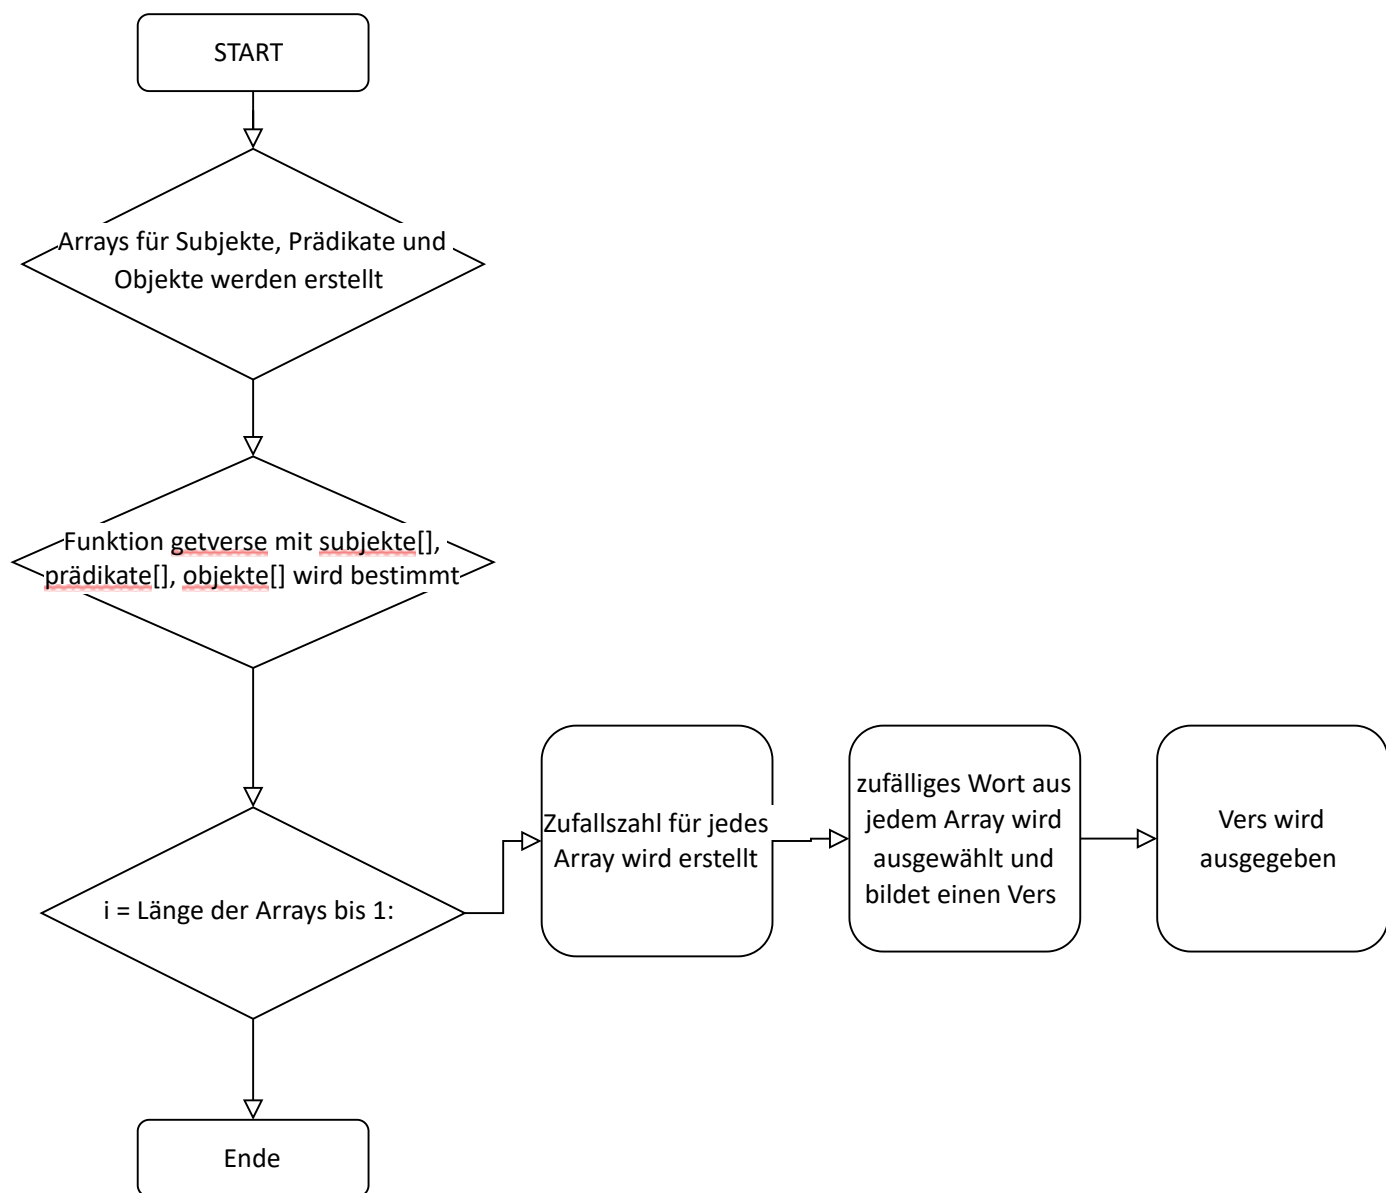 START
Arrays für Subjekte, Prädikate und
Objekte werden erstellt
Funktion getverse mit subjekte[],
prädikate[], objekte[] wird bestimmt
i = Länge der Arrays bis 1:
Zufallszahl für jedes
Array wird erstellt
zufälliges Wort aus
jedem Array wird
ausgewählt und
bildet einen Vers
Vers wird
ausgegeben
Ende